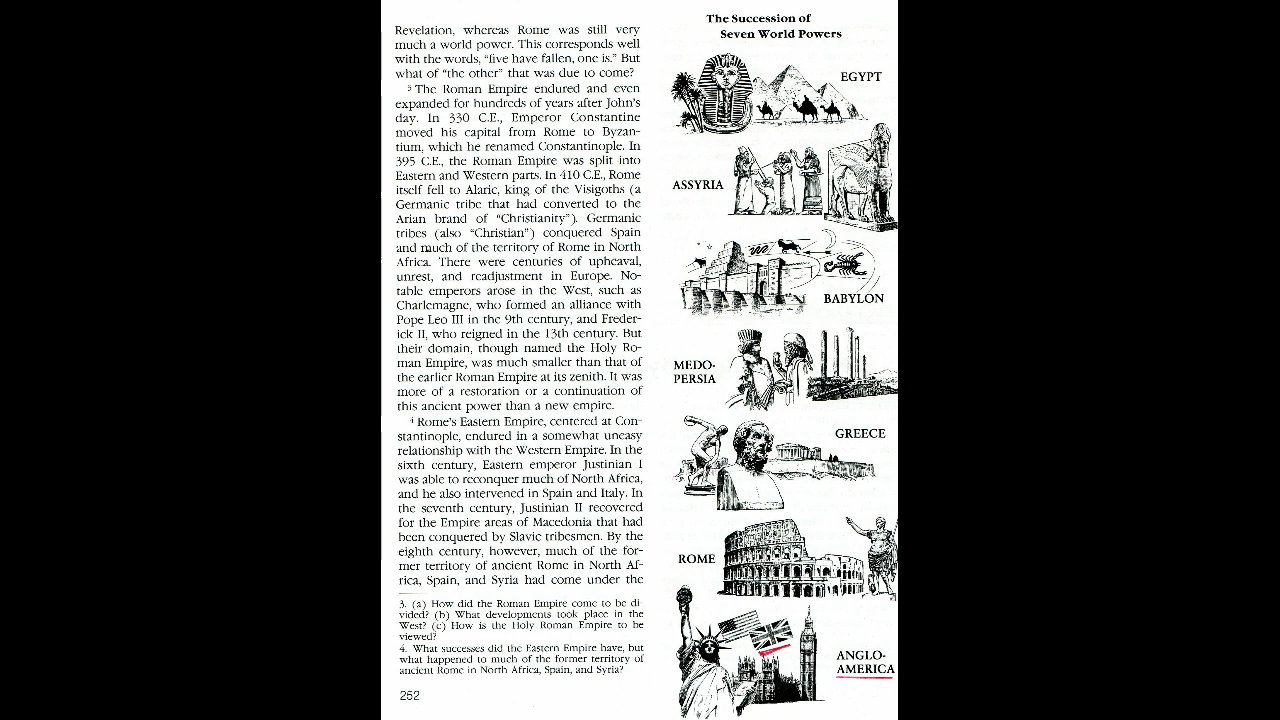 Revelation, whereas Rome was still very
much a world power. This corresponds well
with the words, “five have fallen, one is.” But
what of “the other” that was due to come?
3 The Roman Empire endured and even
expanded for hundreds of years after John’s
day. In 330 C.E., Emperor Constantine
moved his capital from Rome to Byzan-
tium, which he renamed Constantinople. In
395 C.E., the Roman Empire was split into
Eastern and Western parts. In 410 C.E., Rome
itself fell to Alaric, king of the Visigoths (a
Germanic tribe that had converted to the
Arian brand of “Christianity”). Germanic
tribes (also “Christian”) conquered Spain
and much of the territory of Rome in North
Africa. There were centuries of upheaval,
unrest, and readjustment in Europe. No-
table emperors arose in the West, such as
Charlemagne, who formed an alliance with
Pope Leo III in the 9th century, and Freder-
ick II, who reigned in the 13th century. But
their domain, though named the Holy Ro-
man Empire, was much smaller than that of
the earlier Roman Empire at its zenith. It was
more of a restoration or a continuation of
this ancient power than a new empire.
4 Rome’s Eastern Empire, centered at Con-
stantinople, endured in a somewhat uneasy
relationship with the Western Empire. In the
sixth century, Eastern emperor Justinian I
was able to reconquer much of North Africa,
and he also intervened in Spain and Italy. In
the seventh century, Justinian II recovered
for the Empire areas of Macedonia that had
been conquered by Slavic tribesmen. By the
eighth century, however, much of the for-
mer territory of ancient Rome in North Af-
rica, Spain, and Syria had come under the
3. (a) How did the Roman Empire come to be di-
vided? (b) What developments took place in the
West? (c) How is the Holy Roman Empire to be
viewed?
4. What successes did the Eastern Empire have, but
what happened to much of the former territory of
ancient Rome in North Africa, Spain, and Syria?
252
The Succession of
Seven World Powers
EGYPT
ASSYRIA
BABYLON
MEDO-
PERSIA
GREECE
ROME
ANGLO-
AMERICA